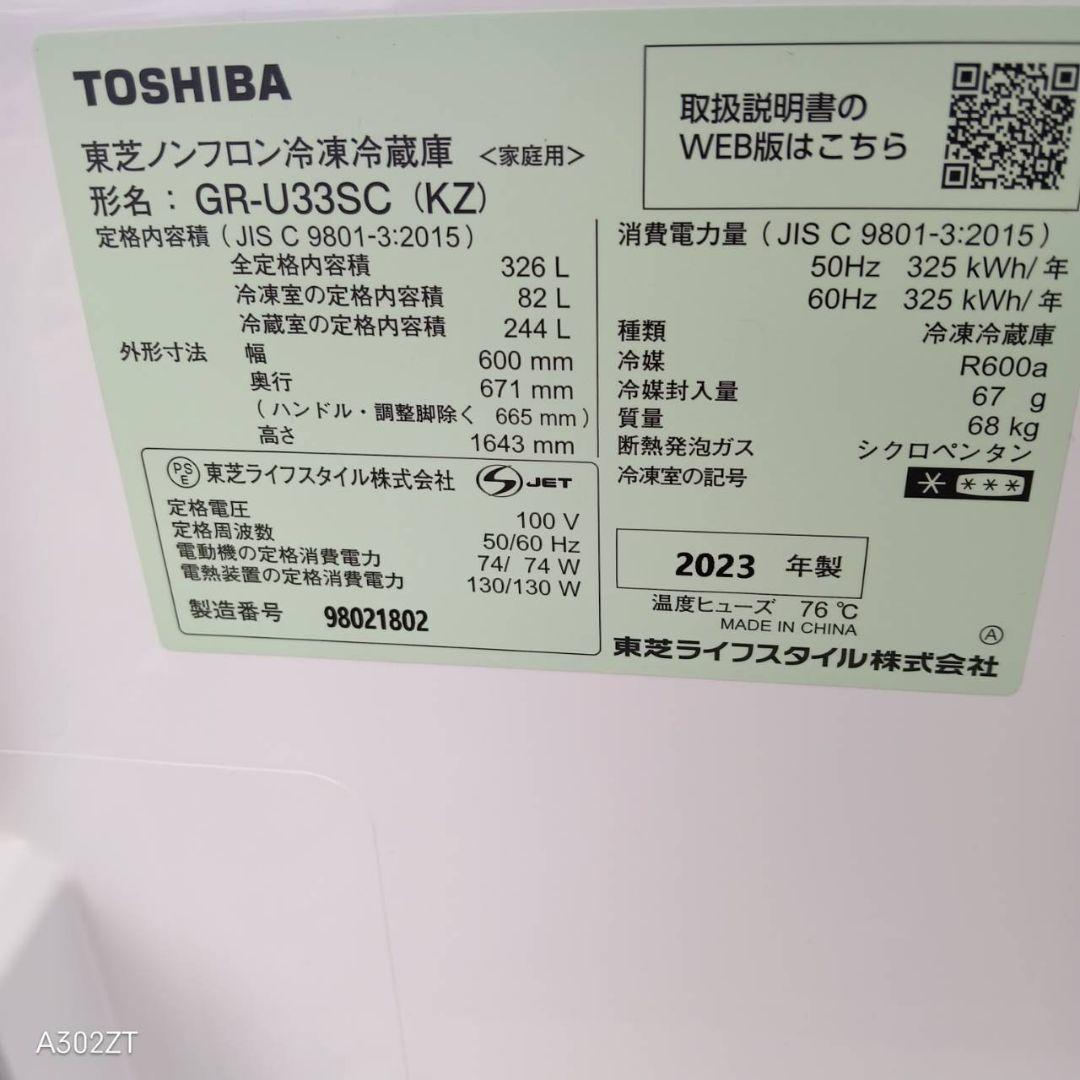 TOSHIBA
東芝ノンフロン冷凍冷蔵庫 <家庭用>
形名： GR-U33SC (KZ)
定格内容積 ( JIS C 9801-3:2015 )
全定格内容積 326 L
冷凍室の定格内容積 82 L
冷蔵室の定格内容積 244 L
外形寸法 幅 600 mm
奥行 671 mm
( ハンドル・調整脚除く 665 mm )
高さ 1643 mm
PS E 東芝ライフスタイル株式会社 JET
定格電圧 100 V
定格周波数 50/60 Hz
電動機の定格消費電力 74/ 74 W
電熱装置の定格消費電力 130/130 W
製造番号 98021802
取扱説明書の
WEB版はこちら
消費電力量 ( JIS C 9801-3:2015 )
50Hz 325 kWh/年
60Hz 325 kWh/年
種類 冷凍冷蔵庫
冷媒 R600a
冷媒封入量 67 g
質量 68 kg
断熱発泡ガス シクロペンタン
冷凍室の記号 * ***
2023 年製
温度ヒューズ 76 ℃
MADE IN CHINA
A
東芝ライフスタイル株式会社
A302ZT